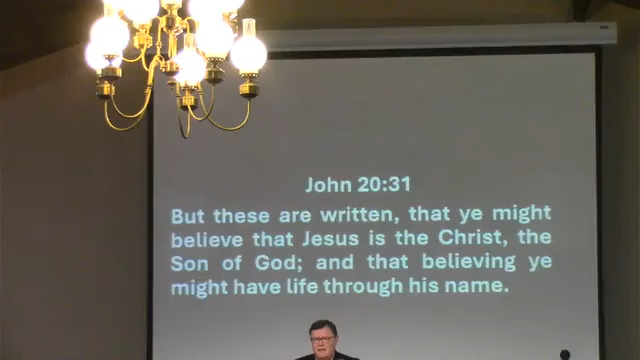 John 20:31
But these are written, that ye might
believe that Jesus is the Christ, the
Son of God; and that believing ye
might have life through his name.